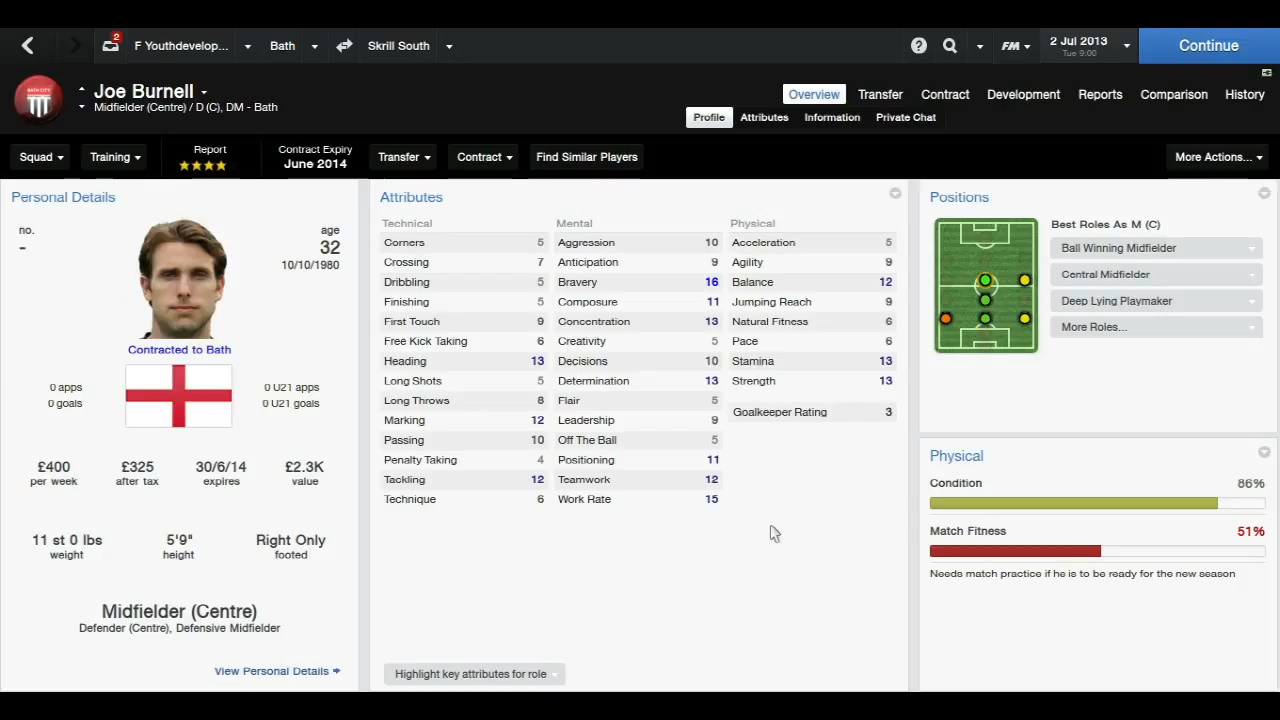 2
F Youthdevelop...
Bath
Skrill South
FM
2 Jul 2013
Tue 9:00
Continue
BATH CITY
Joe Burnell
Midfielder (Centre) / D (C), DM - Bath
Overview Transfer Contract Development Reports Comparison History
Profile Attributes Information Private Chat
Squad
Training
Report
Contract Expiry
June 2014
Transfer
Contract
Find Similar Players
More Actions...
Personal Details
no.
-
age
32
10/10/1980
Contracted to Bath
0 apps
0 goals
0 U21 apps
0 U21 goals
£400
per week
£325
after tax
30/6/14
expires
£2.3K
value
11 st 0 lbs
weight
5'9"
height
Right Only
footed
Midfielder (Centre)
Defender (Centre), Defensive Midfielder
View Personal Details
Attributes
Technical
Corners 5
Crossing 7
Dribbling 5
Finishing 5
First Touch 9
Free Kick Taking 6
Heading 13
Long Shots 5
Long Throws 8
Marking 12
Passing 10
Penalty Taking 4
Tackling 12
Technique 6
Mental
Aggression 10
Anticipation 9
Bravery 16
Composure 11
Concentration 13
Creativity 5
Decisions 10
Determination 13
Flair 5
Leadership 9
Off The Ball 5
Positioning 11
Teamwork 12
Work Rate 15
Physical
Acceleration 5
Agility 9
Balance 12
Jumping Reach 9
Natural Fitness 6
Pace 6
Stamina 13
Strength 13
Goalkeeper Rating 3
Highlight key attributes for role
Positions
Best Roles As M (C)
Ball Winning Midfielder
Central Midfielder
Deep Lying Playmaker
More Roles...
Physical
Condition 86%
Match Fitness 51%
Needs match practice if he is to be ready for the new season